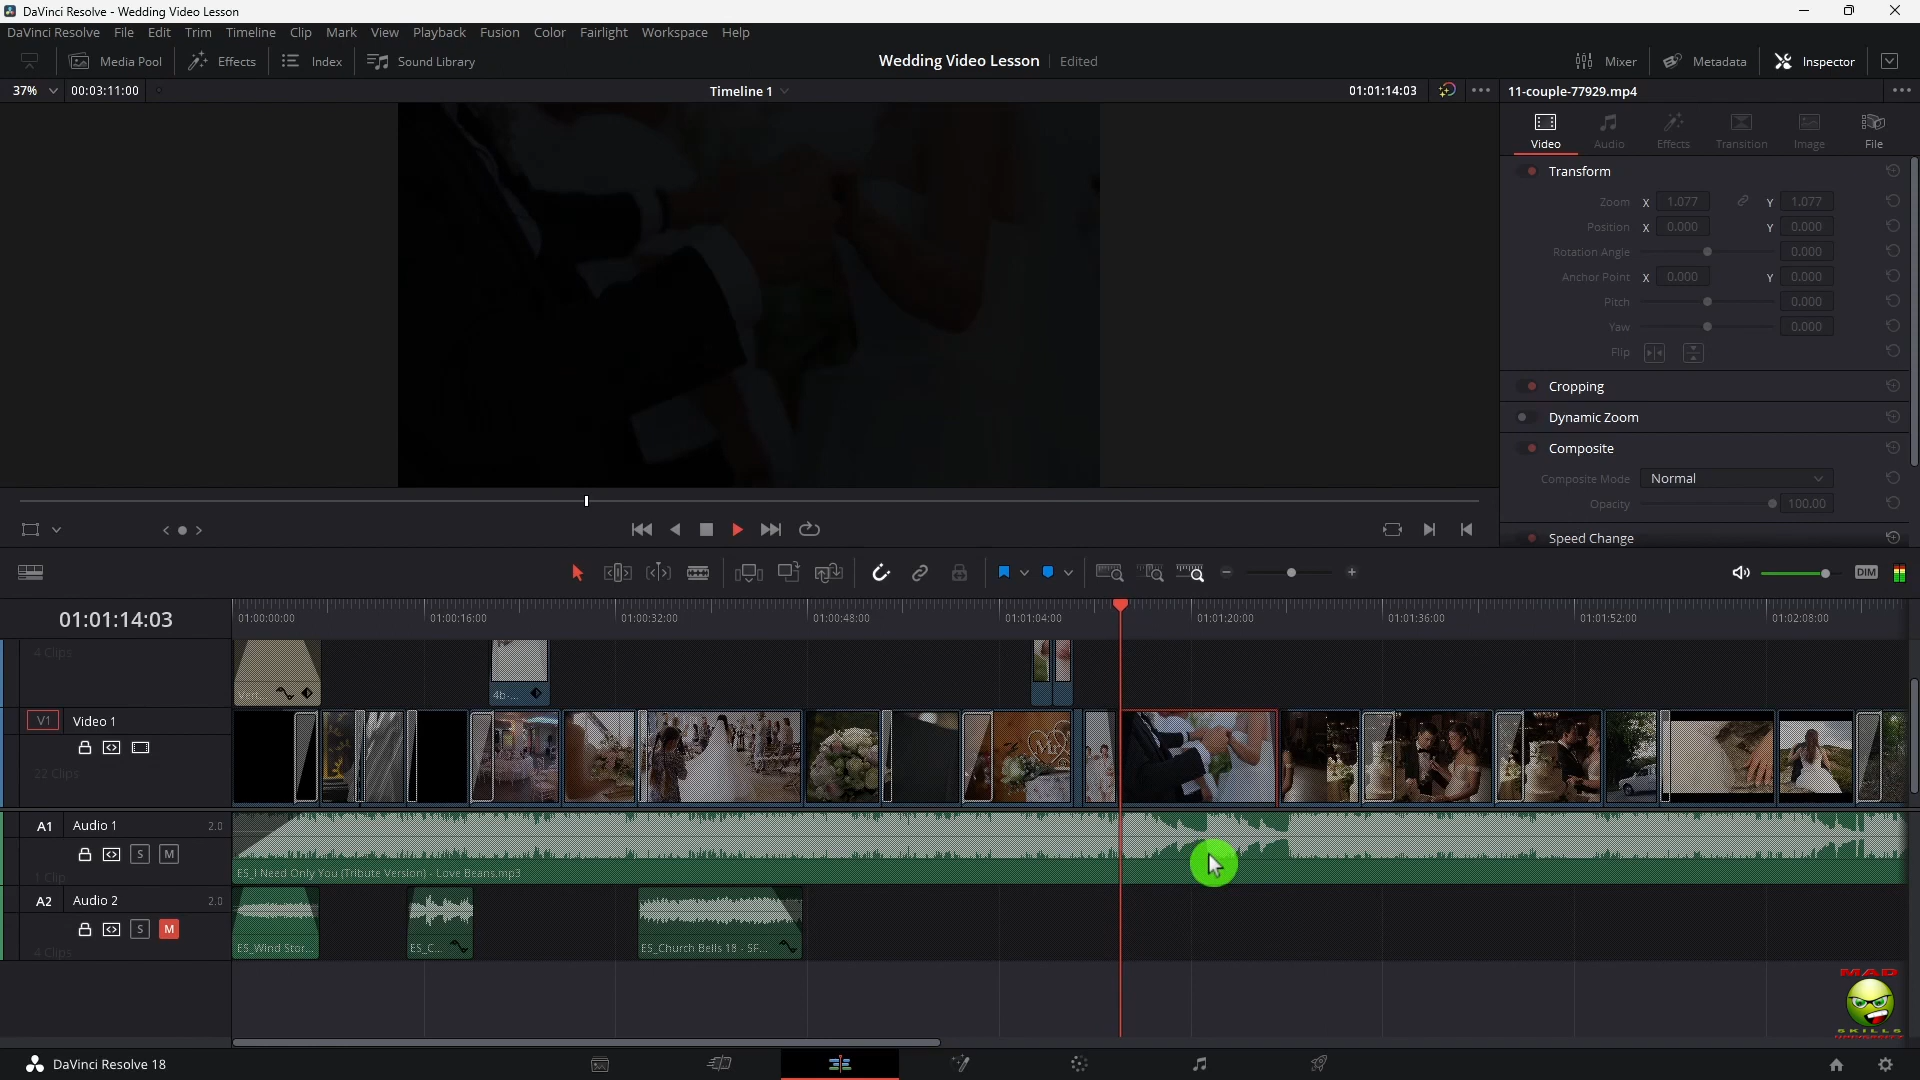 DaVinci Resolve - Wedding Video Lesson
DaVinci Resolve File Edit Trim Timeline Clip Mark View Playback Fusion Color Fairlight Workspace Help
Media Pool Effects Index Sound Library Wedding Video Lesson Edited Mixer Metadata Inspector
37% 00:03:11:00 Timeline 1 01:01:14:03 11-couple-77929.mp4
Video Audio Effects Transition Image File
Transform
Zoom X 1.077 Y 1.077
Position X 0.000 Y 0.000
Rotation Angle 0.000
Anchor Point X 0.000 Y 0.000
Pitch 0.000
Yaw 0.000
Flip
Cropping
Dynamic Zoom
Composite
Composite Mode Normal
Opacity 100.00
Speed Change
DIM
01:01:14:03
01:00:00:00 01:00:16:00 01:00:32:00 01:00:48:00 01:01:04:00 01:01:20:00 01:01:36:00 01:01:52:00 01:02:08:00
4 Clips
4b-...
V1 Video 1
22 Clips
A1 Audio 1 2.0
S M
1 Clip
ES_I Need Only You (Tribute Version) - Love Beans.mp3
A2 Audio 2 2.0
S M
4 Clips
ES_Wind Stor... ES_C... ES_Church Bells 18 - SF...
MAD
SKILLS
UNIVERSITY
DaVinci Resolve 18